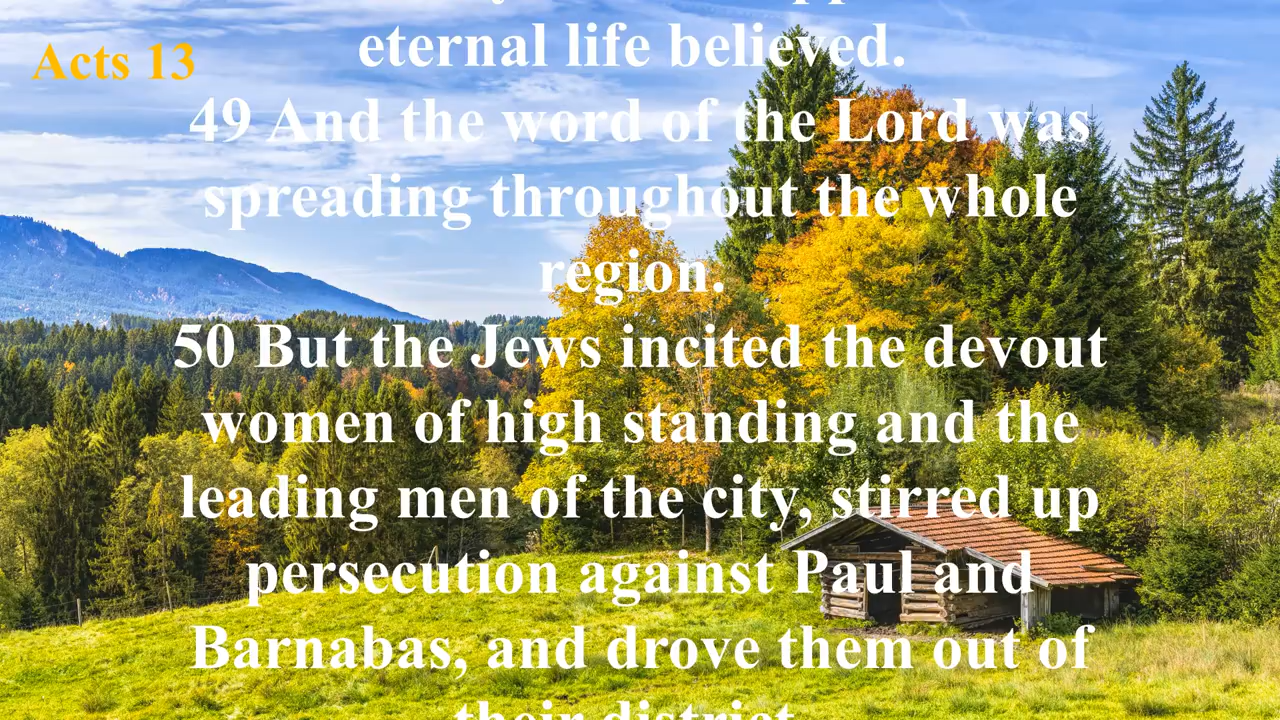 Acts 13
eternal life believed.
49 And the word of the Lord was
spreading throughout the whole
region.
50 But the Jews incited the devout
women of high standing and the
leading men of the city, stirred up
persecution against Paul and
Barnabas, and drove them out of
their district.